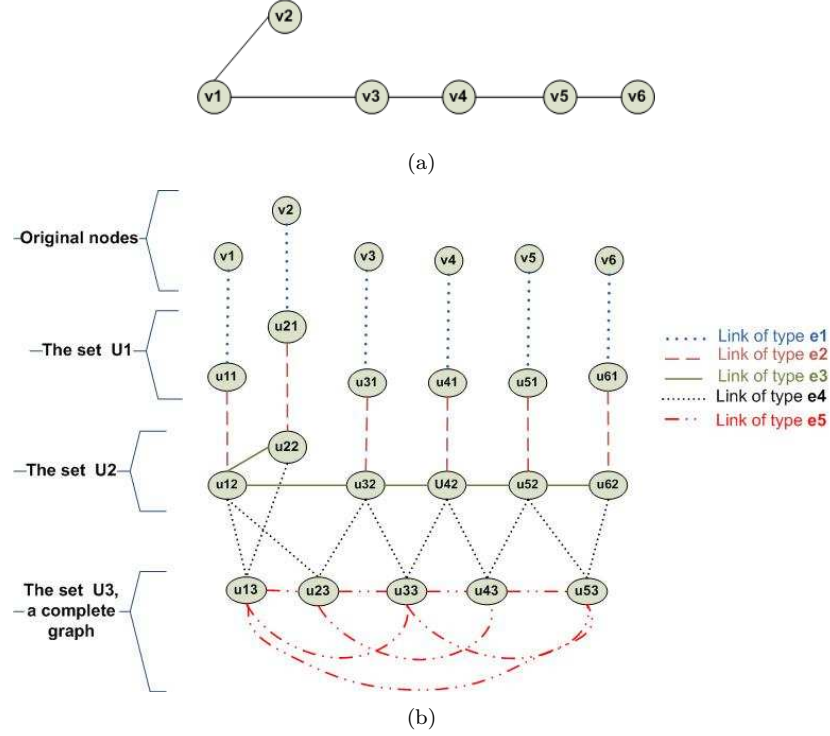 v2
v1 v3 v4 v5 v6
(a)
Original nodes
v2
v1 v3 v4 v5 v6
The set U1
u21
u11 u31 u41 u51 u61
Link of type e1
Link of type e2
Link of type e3
Link of type e4
Link of type e5
The set U2
u22
u12 u32 U42 u52 u62
The set U3,
a complete
graph
u13 u23 u33 u43 u53
(b)